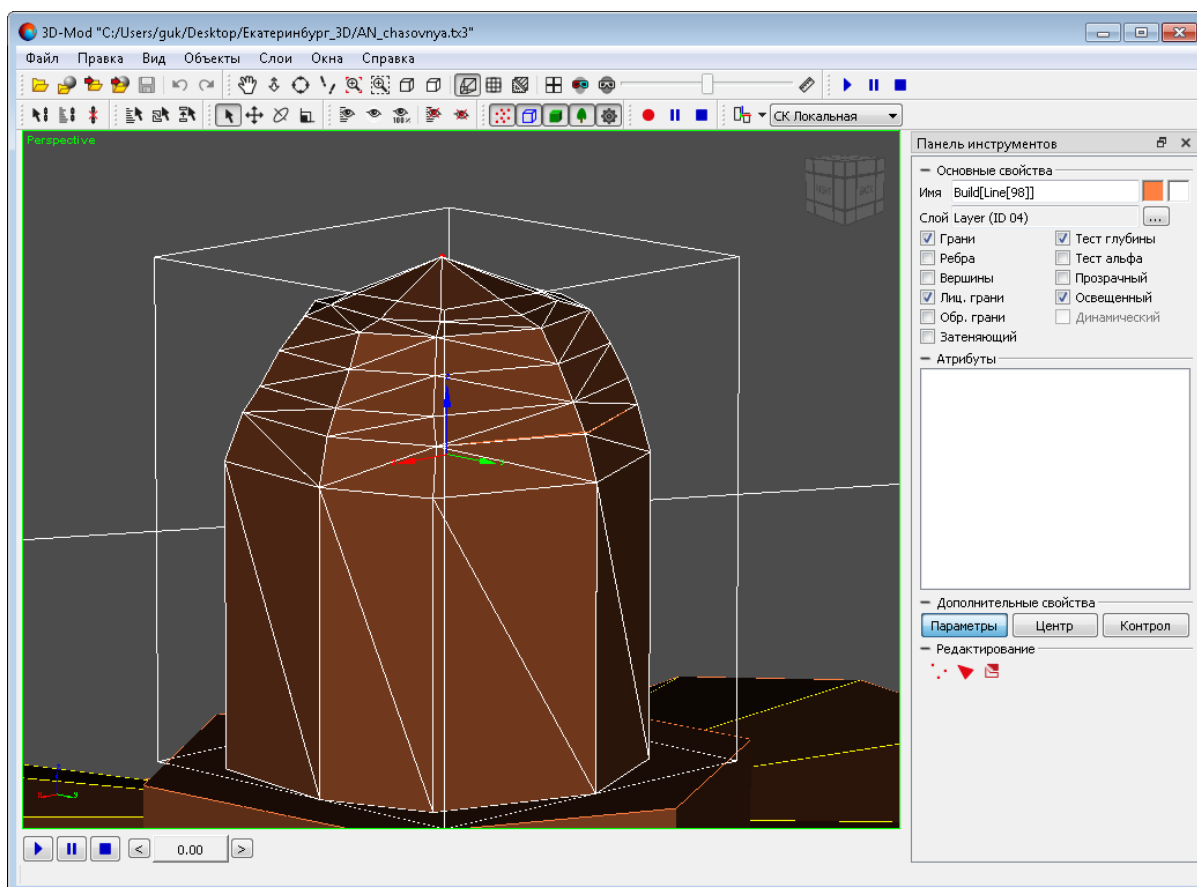 3D-Mod "C:/Users/guk/Desktop/Екатеринбург_3D/AN_chasovnya.tx3"
Файл Правка Вид Объекты Слои Окна Справка
100%
СК Локальная
Perspective
Панель инструментов
Основные свойства
Имя Build[Line[98]]
Слой Layer (ID 04) ...
Грани Тест глубины
Ребра Тест альфа
Вершины Прозрачный
Лиц. грани Освещенный
Обр. грани Динамический
Затеняющий
Атрибуты
Дополнительные свойства
Параметры Центр Контрол
Редактирование
< 0.00 >